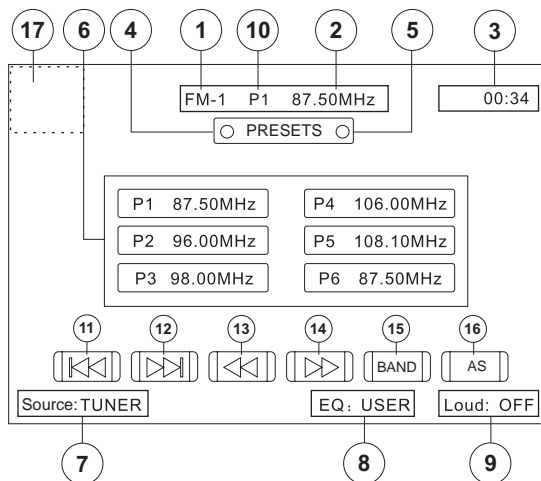 17 6 4 1 10 2 5 3
FM-1 P1 87.50MHz 00:34
PRESETS
P1 87.50MHz P4 106.00MHz
P2 96.00MHz P5 108.10MHz
P3 98.00MHz P6 87.50MHz
11 12 13 14 15 16
BAND AS
Source: TUNER EQ: USER Loud: OFF
7 8 9